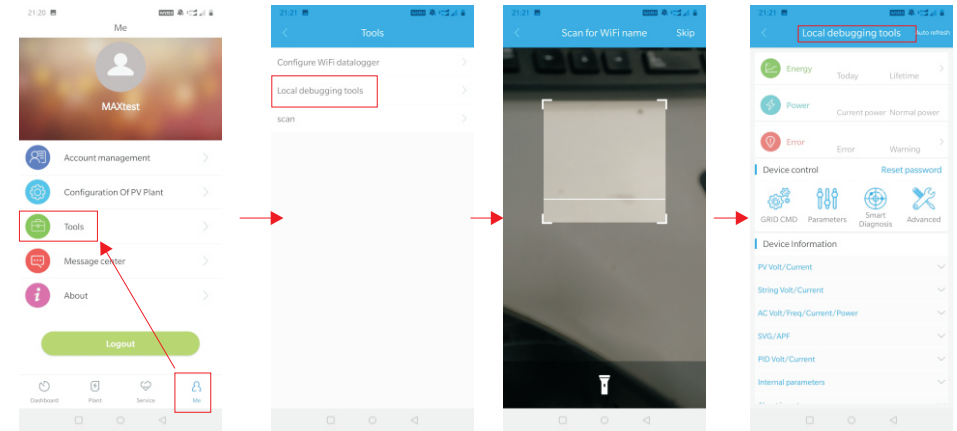 21:20
Me
MAXtest
Account management
Configuration Of PV Plant
Tools
Message center
About
Logout
Dashboard
Plant
Service
Me
21:21
Tools
Configure WiFi datalogger
Local debugging tools
scan
21:21
Scan for WiFi name
Skip
21:21
Local debugging tools
Auto refresh
Energy
Today
Lifetime
Power
Current power
Normal power
Error
Error
Warning
Device control
Reset password
GRID CMD
Parameters
Smart
Diagnosis
Advanced
Device Information
PV Volt/Current
String Volt/Current
AC Volt/Freq/Current/Power
SVG/APF
PID Volt/Current
Internal parameters